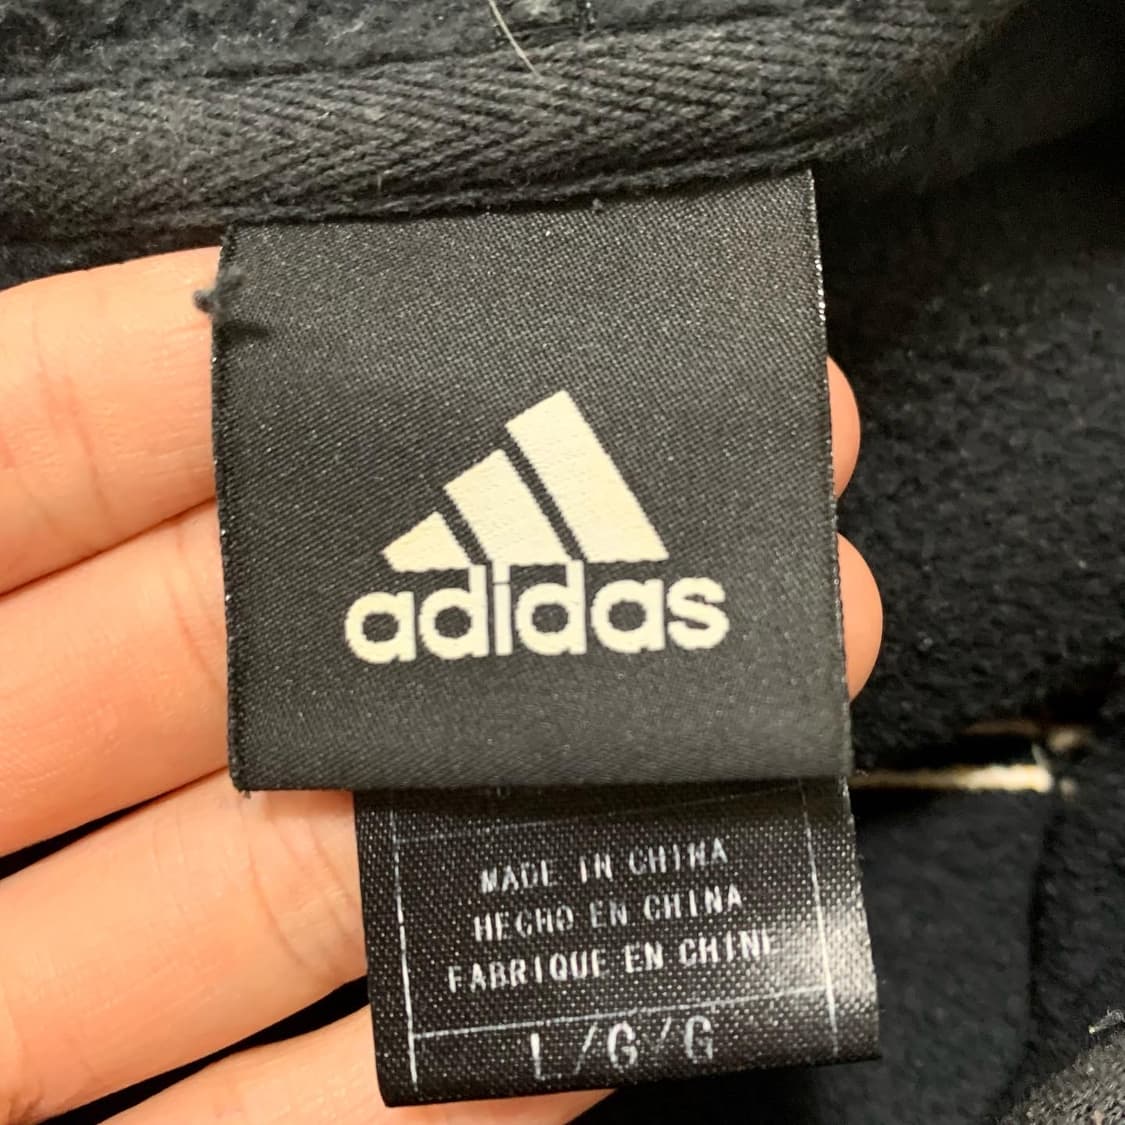 adidas
MADE IN CHINA
HECHO EN CHINA
FABRIQUE EN CHINE
L/G/G